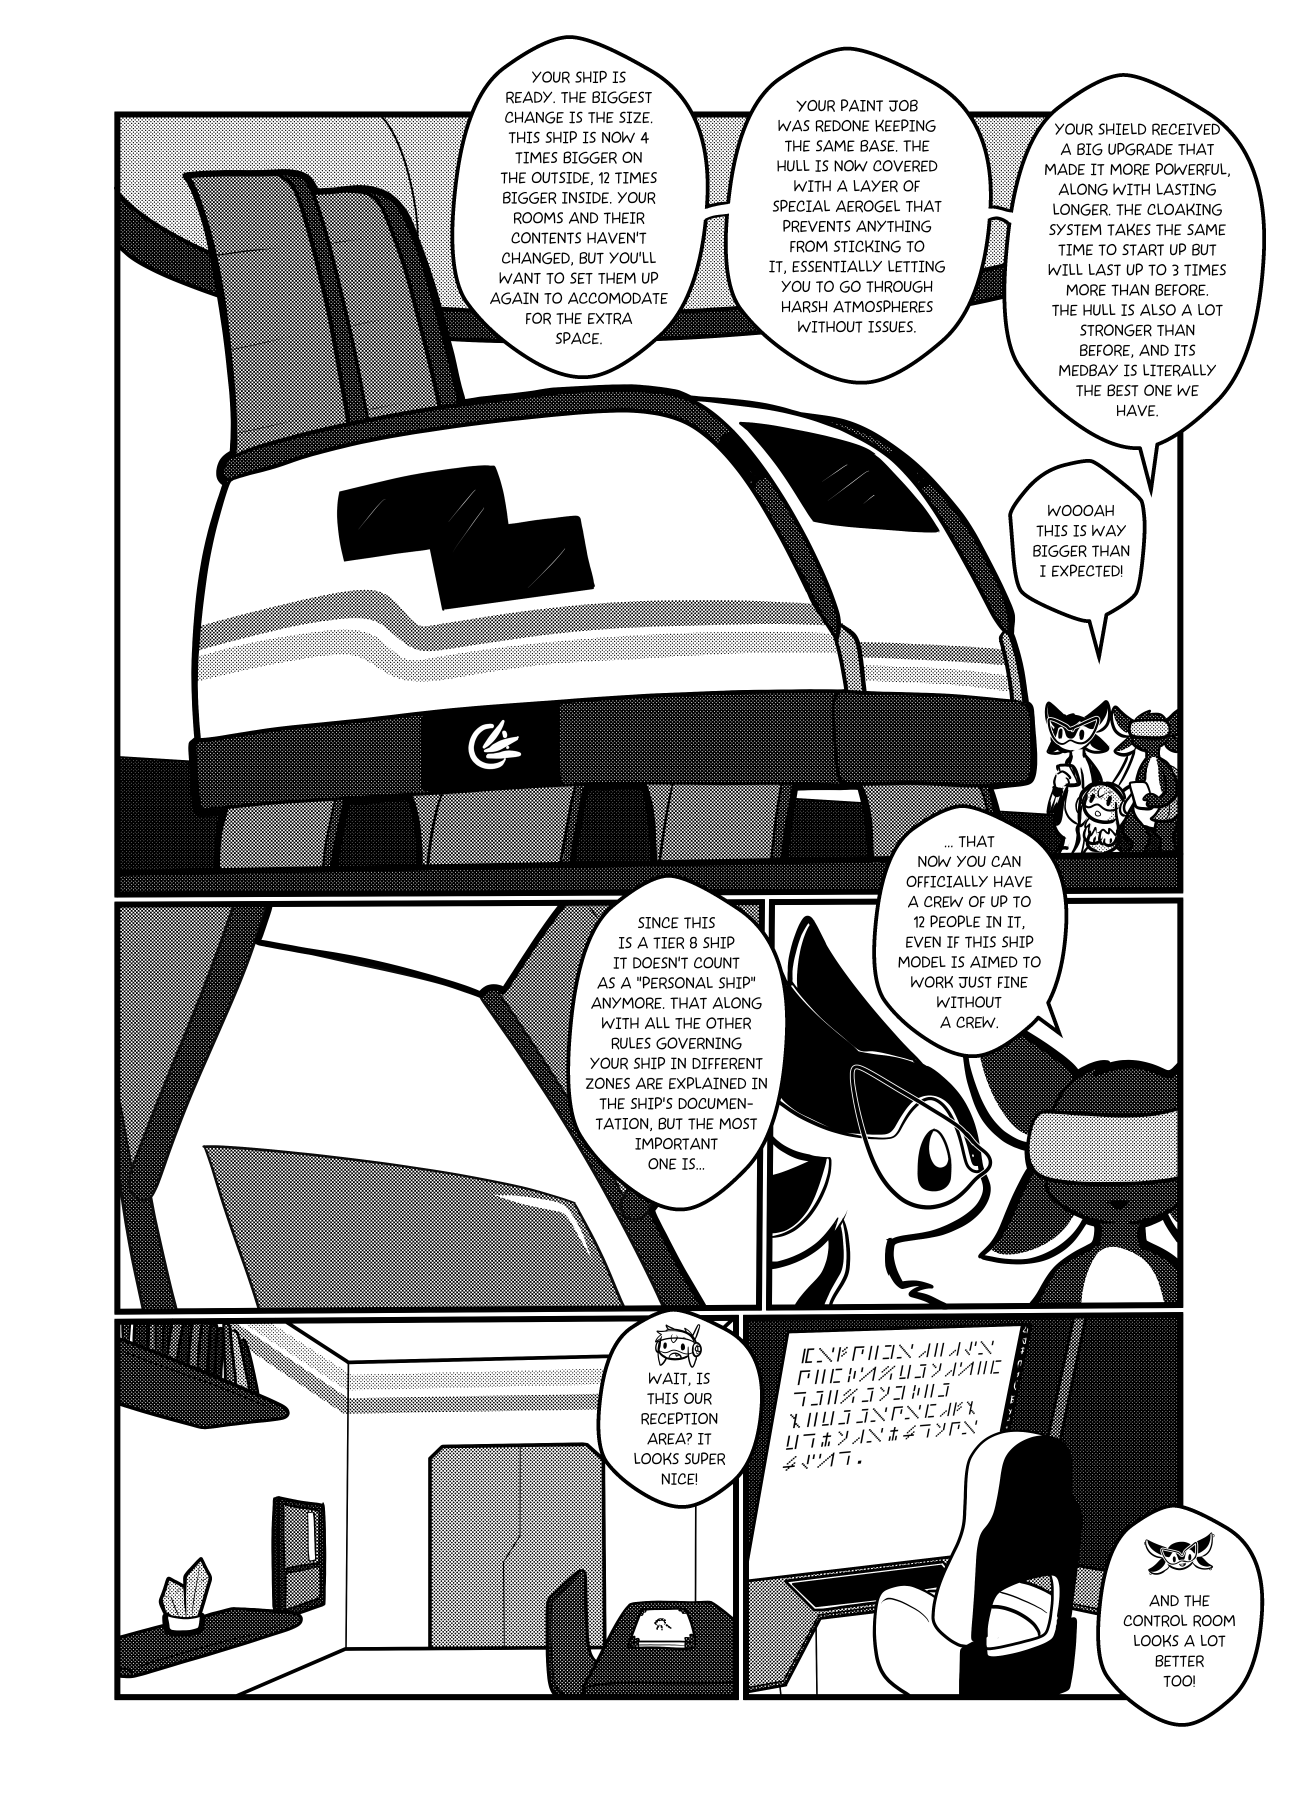 YOUR SHIP IS
READY. THE BIGGEST
CHANGE IS THE SIZE.
THIS SHIP IS NOW 4
TIMES BIGGER ON
THE OUTSIDE, 12 TIMES
BIGGER INSIDE. YOUR
ROOMS AND THEIR
CONTENTS HAVEN'T
CHANGED, BUT YOU'LL
WANT TO SET THEM UP
AGAIN TO ACCOMODATE
FOR THE EXTRA
SPACE.
YOUR PAINT JOB
WAS REDONE KEEPING
THE SAME BASE. THE
HULL IS NOW COVERED
WITH A LAYER OF
SPECIAL AEROGEL THAT
PREVENTS ANYTHING
FROM STICKING TO
IT, ESSENTIALLY LETTING
YOU TO GO THROUGH
HARSH ATMOSPHERES
WITHOUT ISSUES.
YOUR SHIELD RECEIVED
A BIG UPGRADE THAT
MADE IT MORE POWERFUL,
ALONG WITH LASTING
LONGER. THE CLOAKING
SYSTEM TAKES THE SAME
TIME TO START UP BUT
WILL LAST UP TO 3 TIMES
MORE THAN BEFORE.
THE HULL IS ALSO A LOT
STRONGER THAN
BEFORE, AND ITS
MEDBAY IS LITERALLY
THE BEST ONE WE
HAVE.
WOOOAH
THIS IS WAY
BIGGER THAN
I EXPECTED!
SINCE THIS
IS A TIER 8 SHIP
IT DOESN'T COUNT
AS A "PERSONAL SHIP"
ANYMORE. THAT ALONG
WITH ALL THE OTHER
RULES GOVERNING
YOUR SHIP IN DIFFERENT
ZONES ARE EXPLAINED IN
THE SHIP'S DOCUMEN-
TATION, BUT THE MOST
IMPORTANT
ONE IS...
... THAT
NOW YOU CAN
OFFICIALLY HAVE
A CREW OF UP TO
12 PEOPLE IN IT,
EVEN IF THIS SHIP
MODEL IS AIMED TO
WORK JUST FINE
WITHOUT
A CREW.
WAIT, IS
THIS OUR
RECEPTION
AREA? IT
LOOKS SUPER
NICE!
AND THE
CONTROL ROOM
LOOKS A LOT
BETTER
TOO!